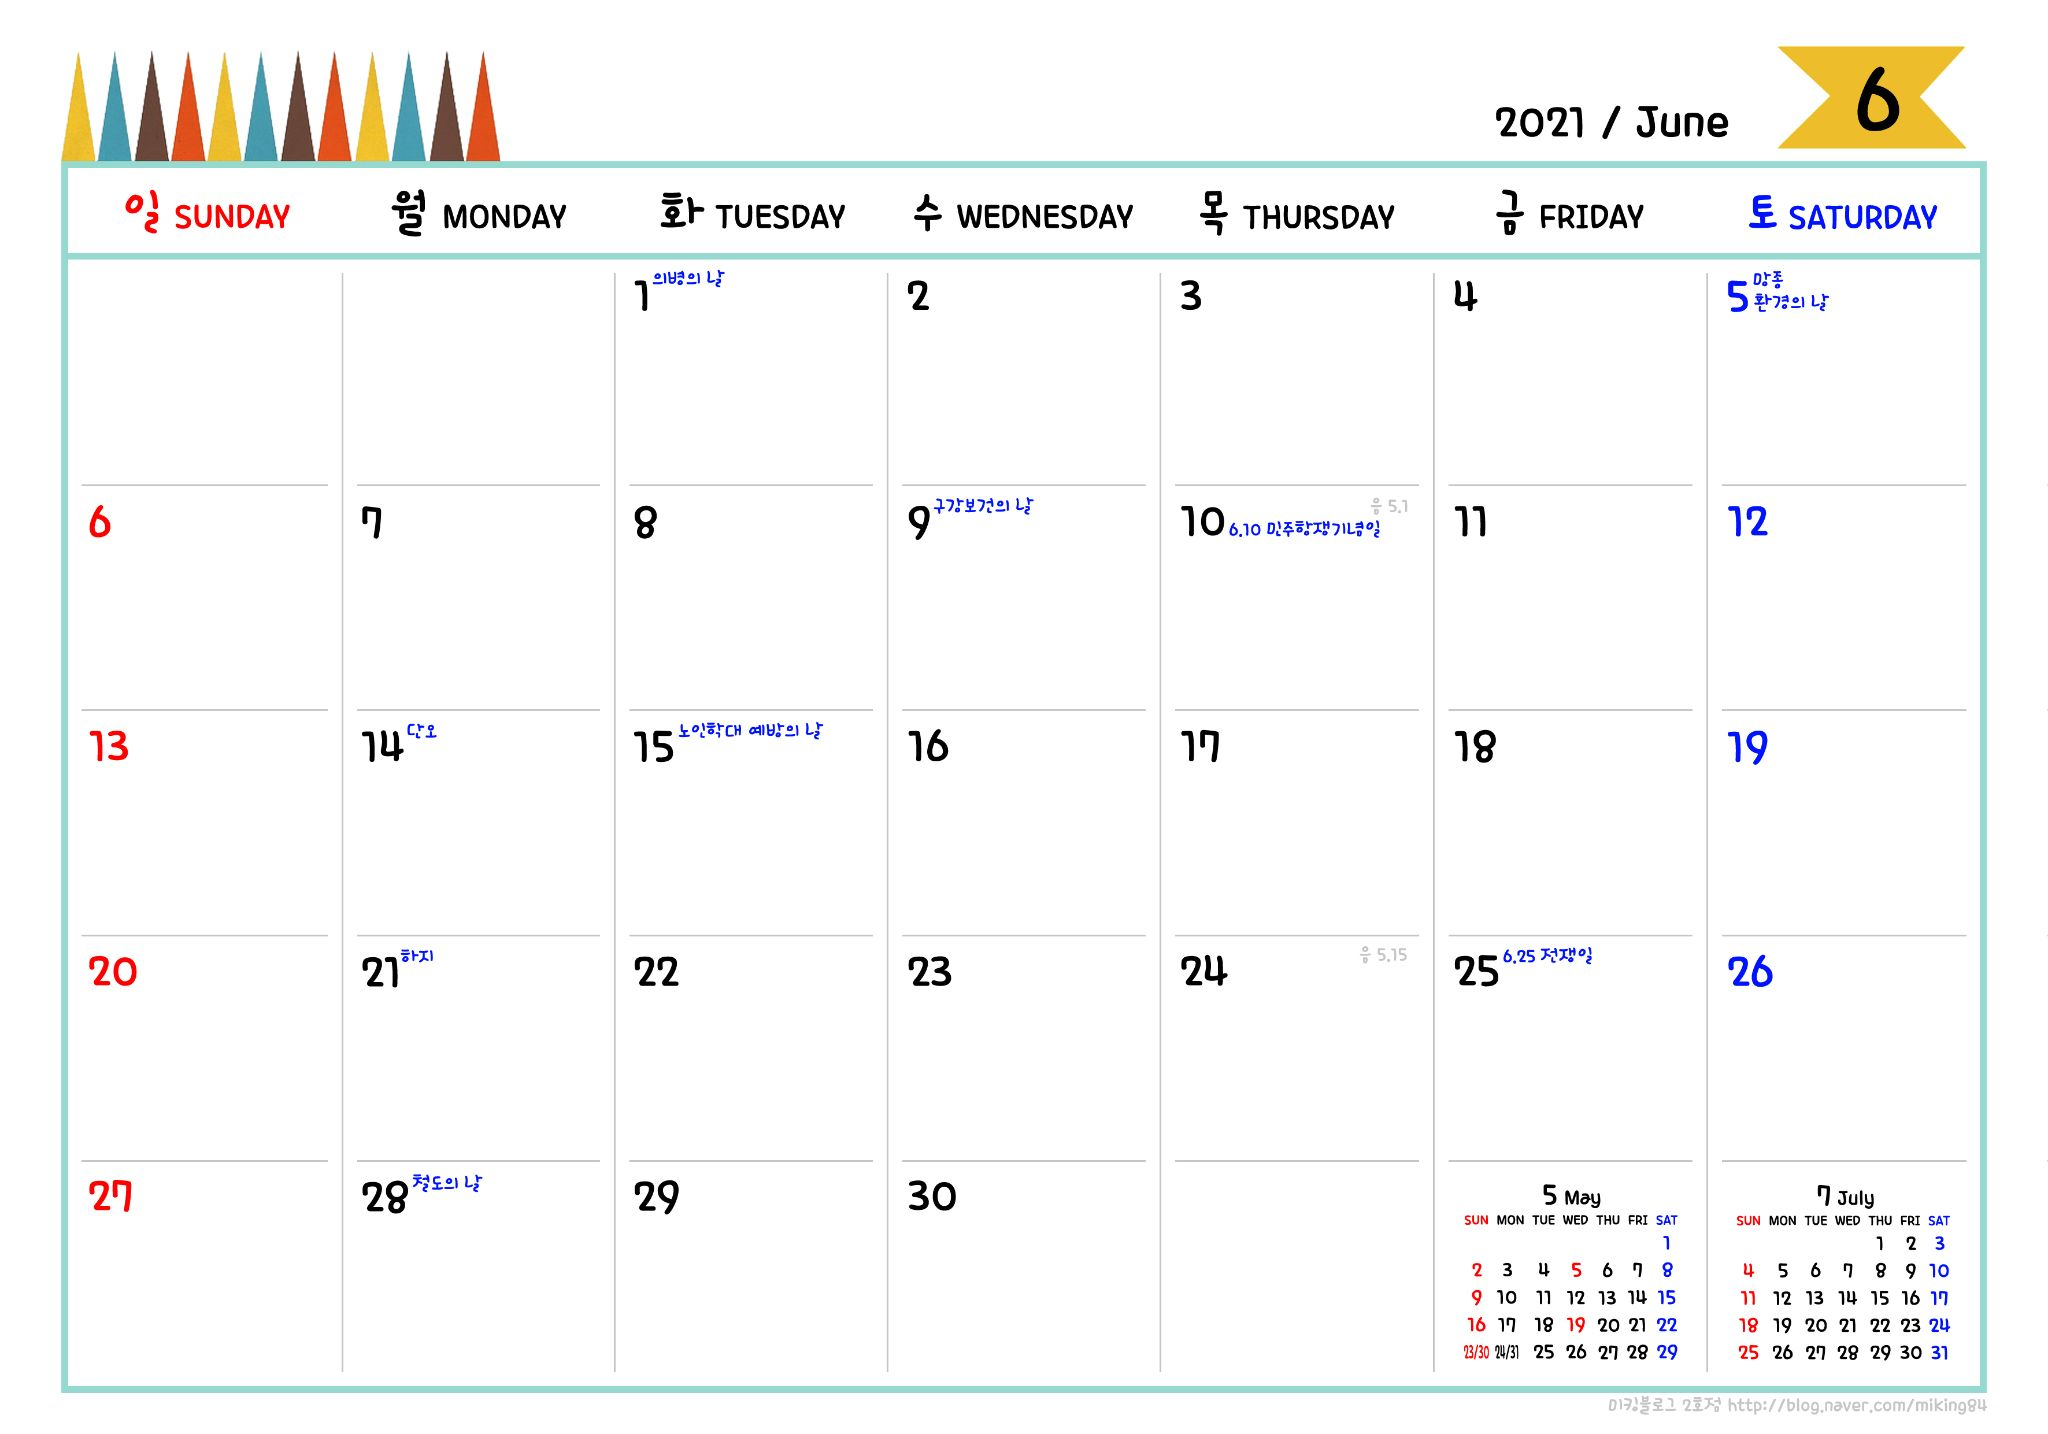 2021 / June
6
일 SUNDAY 월 MONDAY 화 TUESDAY 수 WEDNESDAY 목 THURSDAY 금 FRIDAY 토 SATURDAY
1 의병의 날 2 3 4 5 망종
환경의 날
6 7 8 9 구강보건의 날 10 음 5.1 11 12
6.10 민주항쟁기념일
13 14 단오 15 노인학대 예방의 날 16 17 18 19
20 21 하지 22 23 24 음 5.15 25 6.25 전쟁일 26
27 28 철도의 날 29 30
5 May
SUN MON TUE WED THU FRI SAT
1
2 3 4 5 6 7 8
9 10 11 12 13 14 15
16 17 18 19 20 21 22
23/30 24/31 25 26 27 28 29
7 July
SUN MON TUE WED THU FRI SAT
1 2 3
4 5 6 7 8 9 10
11 12 13 14 15 16 17
18 19 20 21 22 23 24
25 26 27 28 29 30 31
미킹블로그 2호점 http://blog.naver.com/miking84